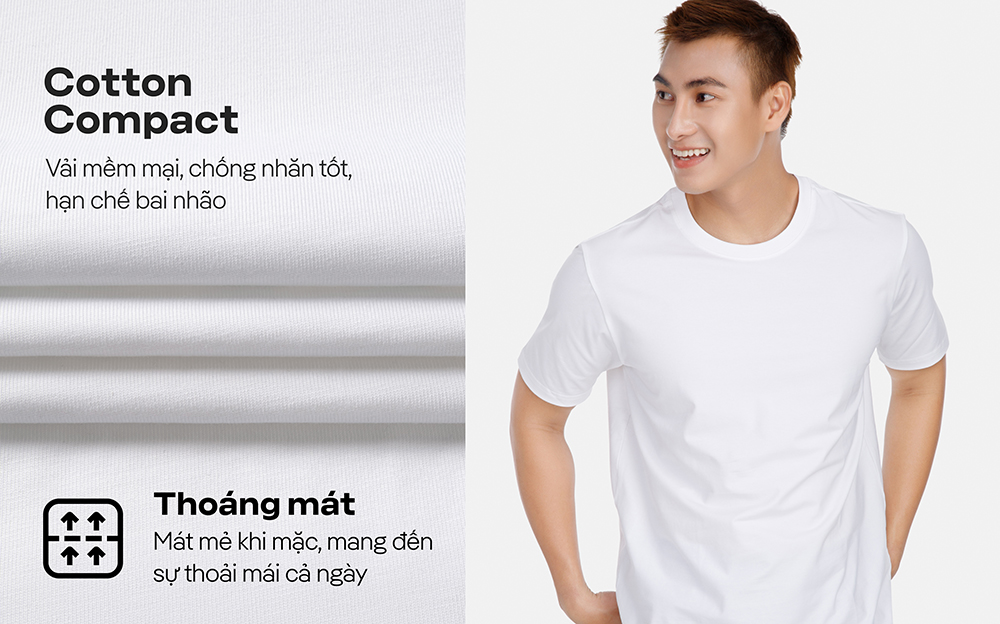 Cotton
Compact
Vải mềm mại, chống nhăn tốt,
hạn chế bai nhão
Thoáng mát
Mát mẻ khi mặc, mang đến
sự thoải mái cả ngày